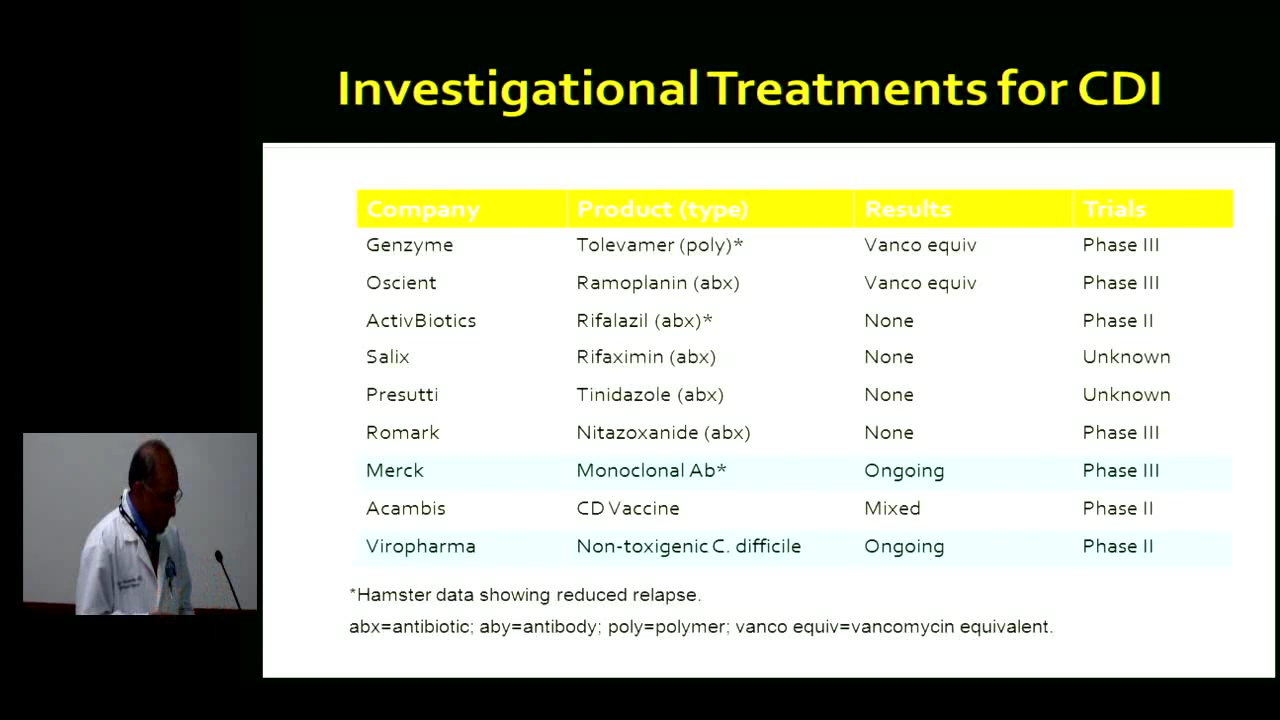 Investigational Treatments for CDI
Company Product (type) Results Trials
Genzyme Tolevamer (poly)* Vanco equiv Phase III
Oscient Ramoplanin (abx) Vanco equiv Phase III
ActivBiotics Rifalazil (abx)* None Phase II
Salix Rifaximin (abx) None Unknown
Presutti Tinidazole (abx) None Unknown
Romark Nitazoxanide (abx) None Phase III
Merck Monoclonal Ab* Ongoing Phase III
Acambis CD Vaccine Mixed Phase II
Viropharma Non-toxigenic C. difficile Ongoing Phase II
*Hamster data showing reduced relapse.
abx=antibiotic; aby=antibody; poly=polymer; vanco equiv=vancomycin equivalent.